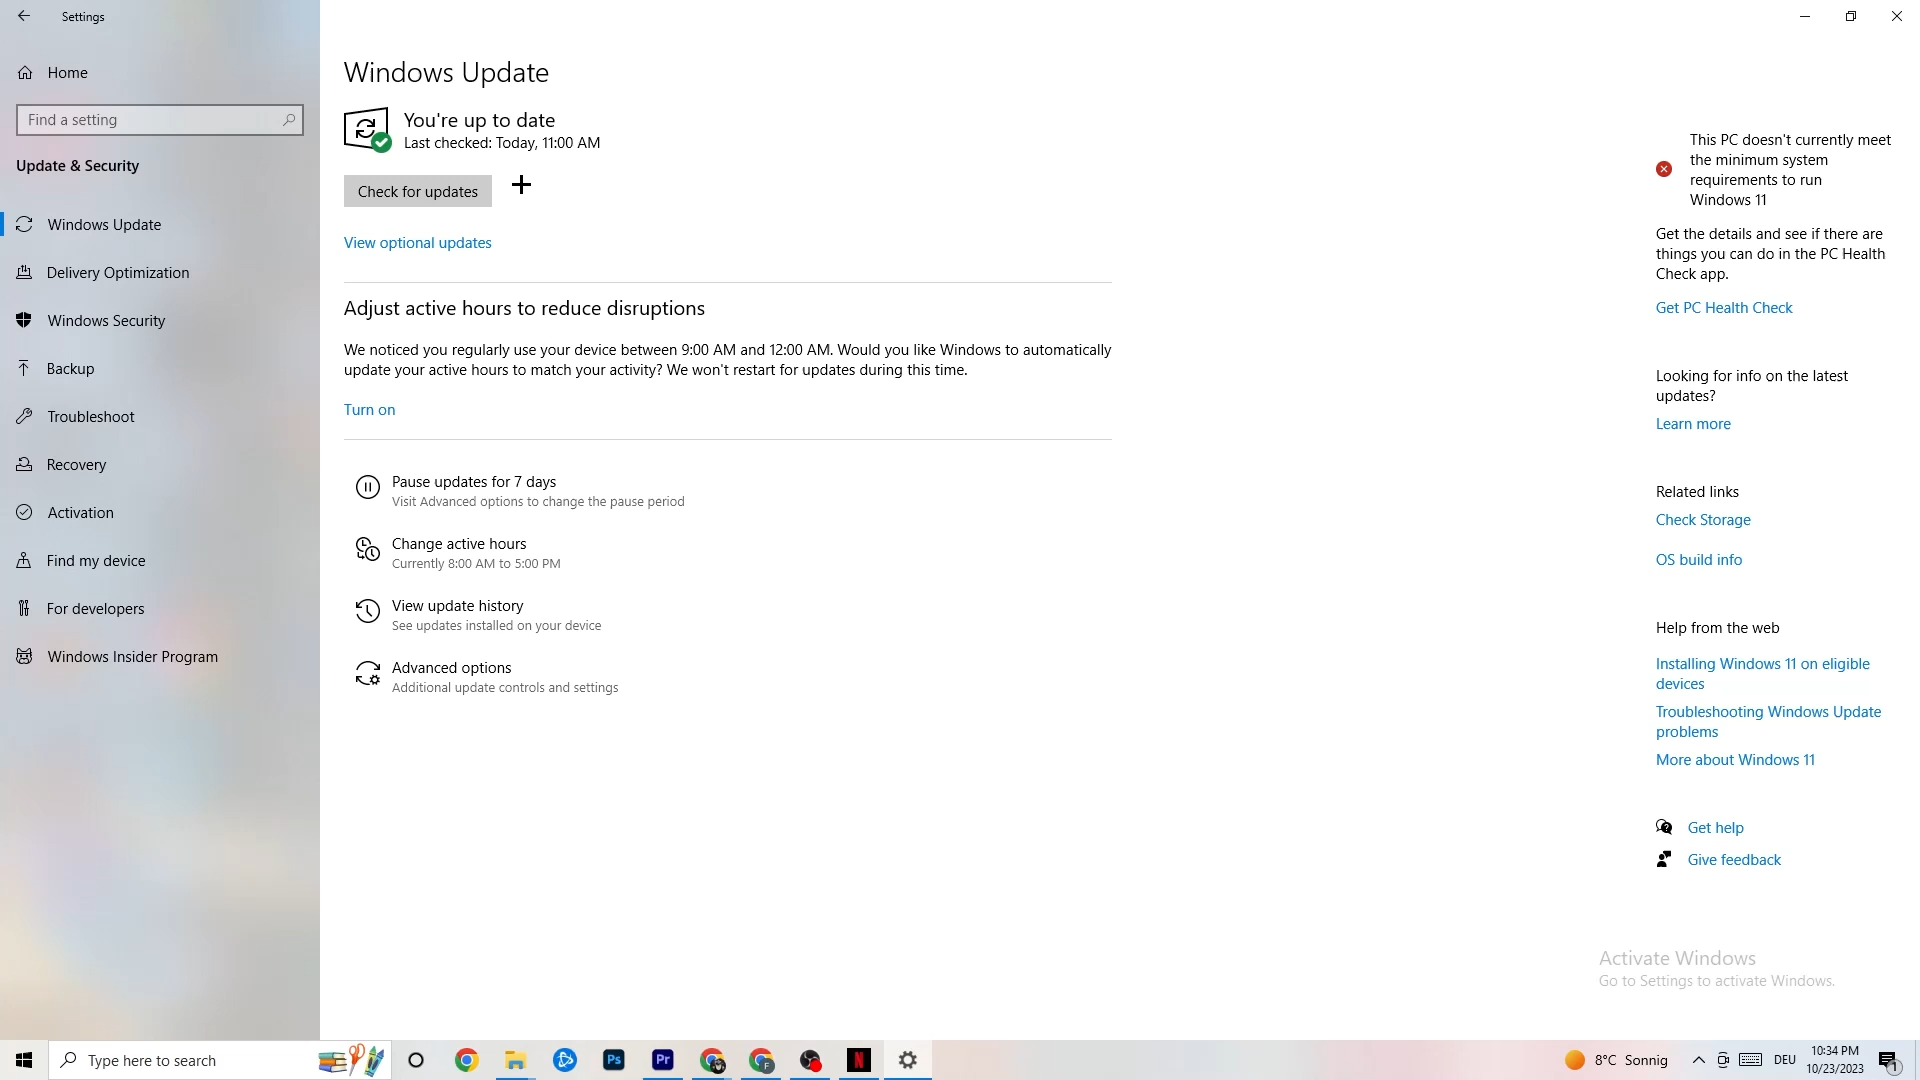 Settings
Home
Find a setting
Update & Security
Windows Update
Delivery Optimization
Windows Security
Backup
Troubleshoot
Recovery
Activation
Find my device
For developers
Windows Insider Program
Windows Update
You're up to date
Last checked: Today, 11:00 AM
Check for updates
View optional updates
Adjust active hours to reduce disruptions
We noticed you regularly use your device between 9:00 AM and 12:00 AM. Would you like Windows to automatically
update your active hours to match your activity? We won't restart for updates during this time.
Turn on
Pause updates for 7 days
Visit Advanced options to change the pause period
Change active hours
Currently 8:00 AM to 5:00 PM
View update history
See updates installed on your device
Advanced options
Additional update controls and settings
This PC doesn't currently meet
the minimum system
requirements to run
Windows 11
Get the details and see if there are
things you can do in the PC Health
Check app.
Get PC Health Check
Looking for info on the latest
updates?
Learn more
Related links
Check Storage
OS build info
Help from the web
Installing Windows 11 on eligible
devices
Troubleshooting Windows Update
problems
More about Windows 11
Get help
Give feedback
Activate Windows
Go to Settings to activate Windows.
Type here to search
Ps
Pr
F
N
8°C Sonnig
DEU
10:34 PM
10/23/2023
1